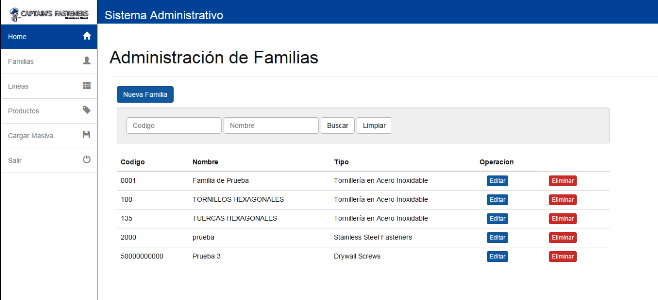 CAPTAIN'S FASTENERS
Stainless Steel
Sistema Administrativo
Home
Familias
Lineas
Productos
Cargar Masiva
Salir
Administración de Familias
Nueva Familia
Codigo Nombre Buscar Limpiar
Codigo Nombre Tipo Operacion
0001 Familia de Prueba Tornillería en Acero Inoxidable Editar Eliminar
100 TORNILLOS HEXAGONALES Tornillería en Acero Inoxidable Editar Eliminar
135 TUERCAS HEXAGONALES Tornillería en Acero Inoxidable Editar Eliminar
2000 prueba Stainless Steel Fasteners Editar Eliminar
50000000000 Prueba 3 Drywall Screws Editar Eliminar